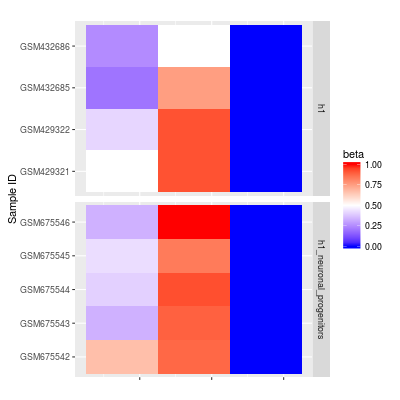 GSM432686
GSM432685
GSM429322
GSM429321
h1
GSM675546
GSM675545
GSM675544
GSM675543
GSM675542
h1_neuronal_progenitors
Sample ID
beta
1.00
0.75
0.50
0.25
0.00